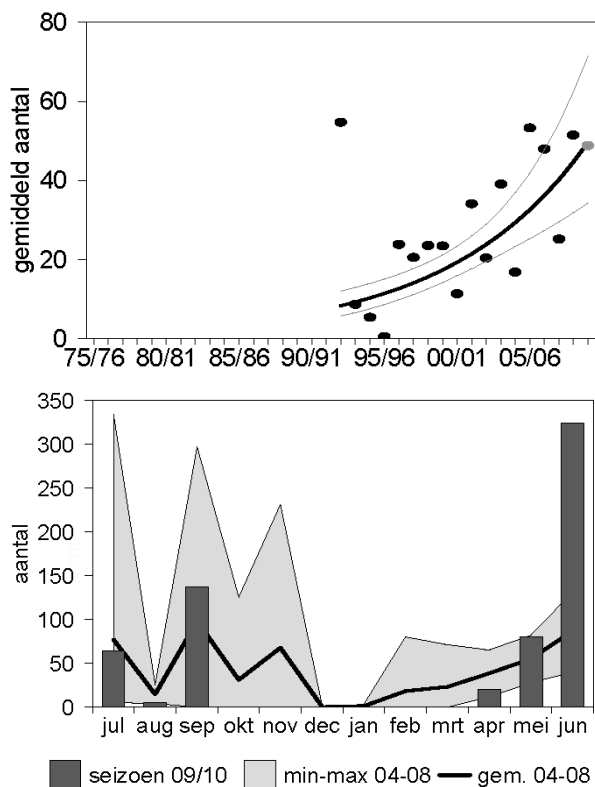 gemiddeld aantal
80
60
40
20
0
75/76 80/81 85/86 90/91 95/96 00/01 05/06
aantal
350
300
250
200
150
100
50
0
jul aug sep okt nov dec jan feb mrt apr mei jun
seizoen 09/10 min-max 04-08 gem. 04-08